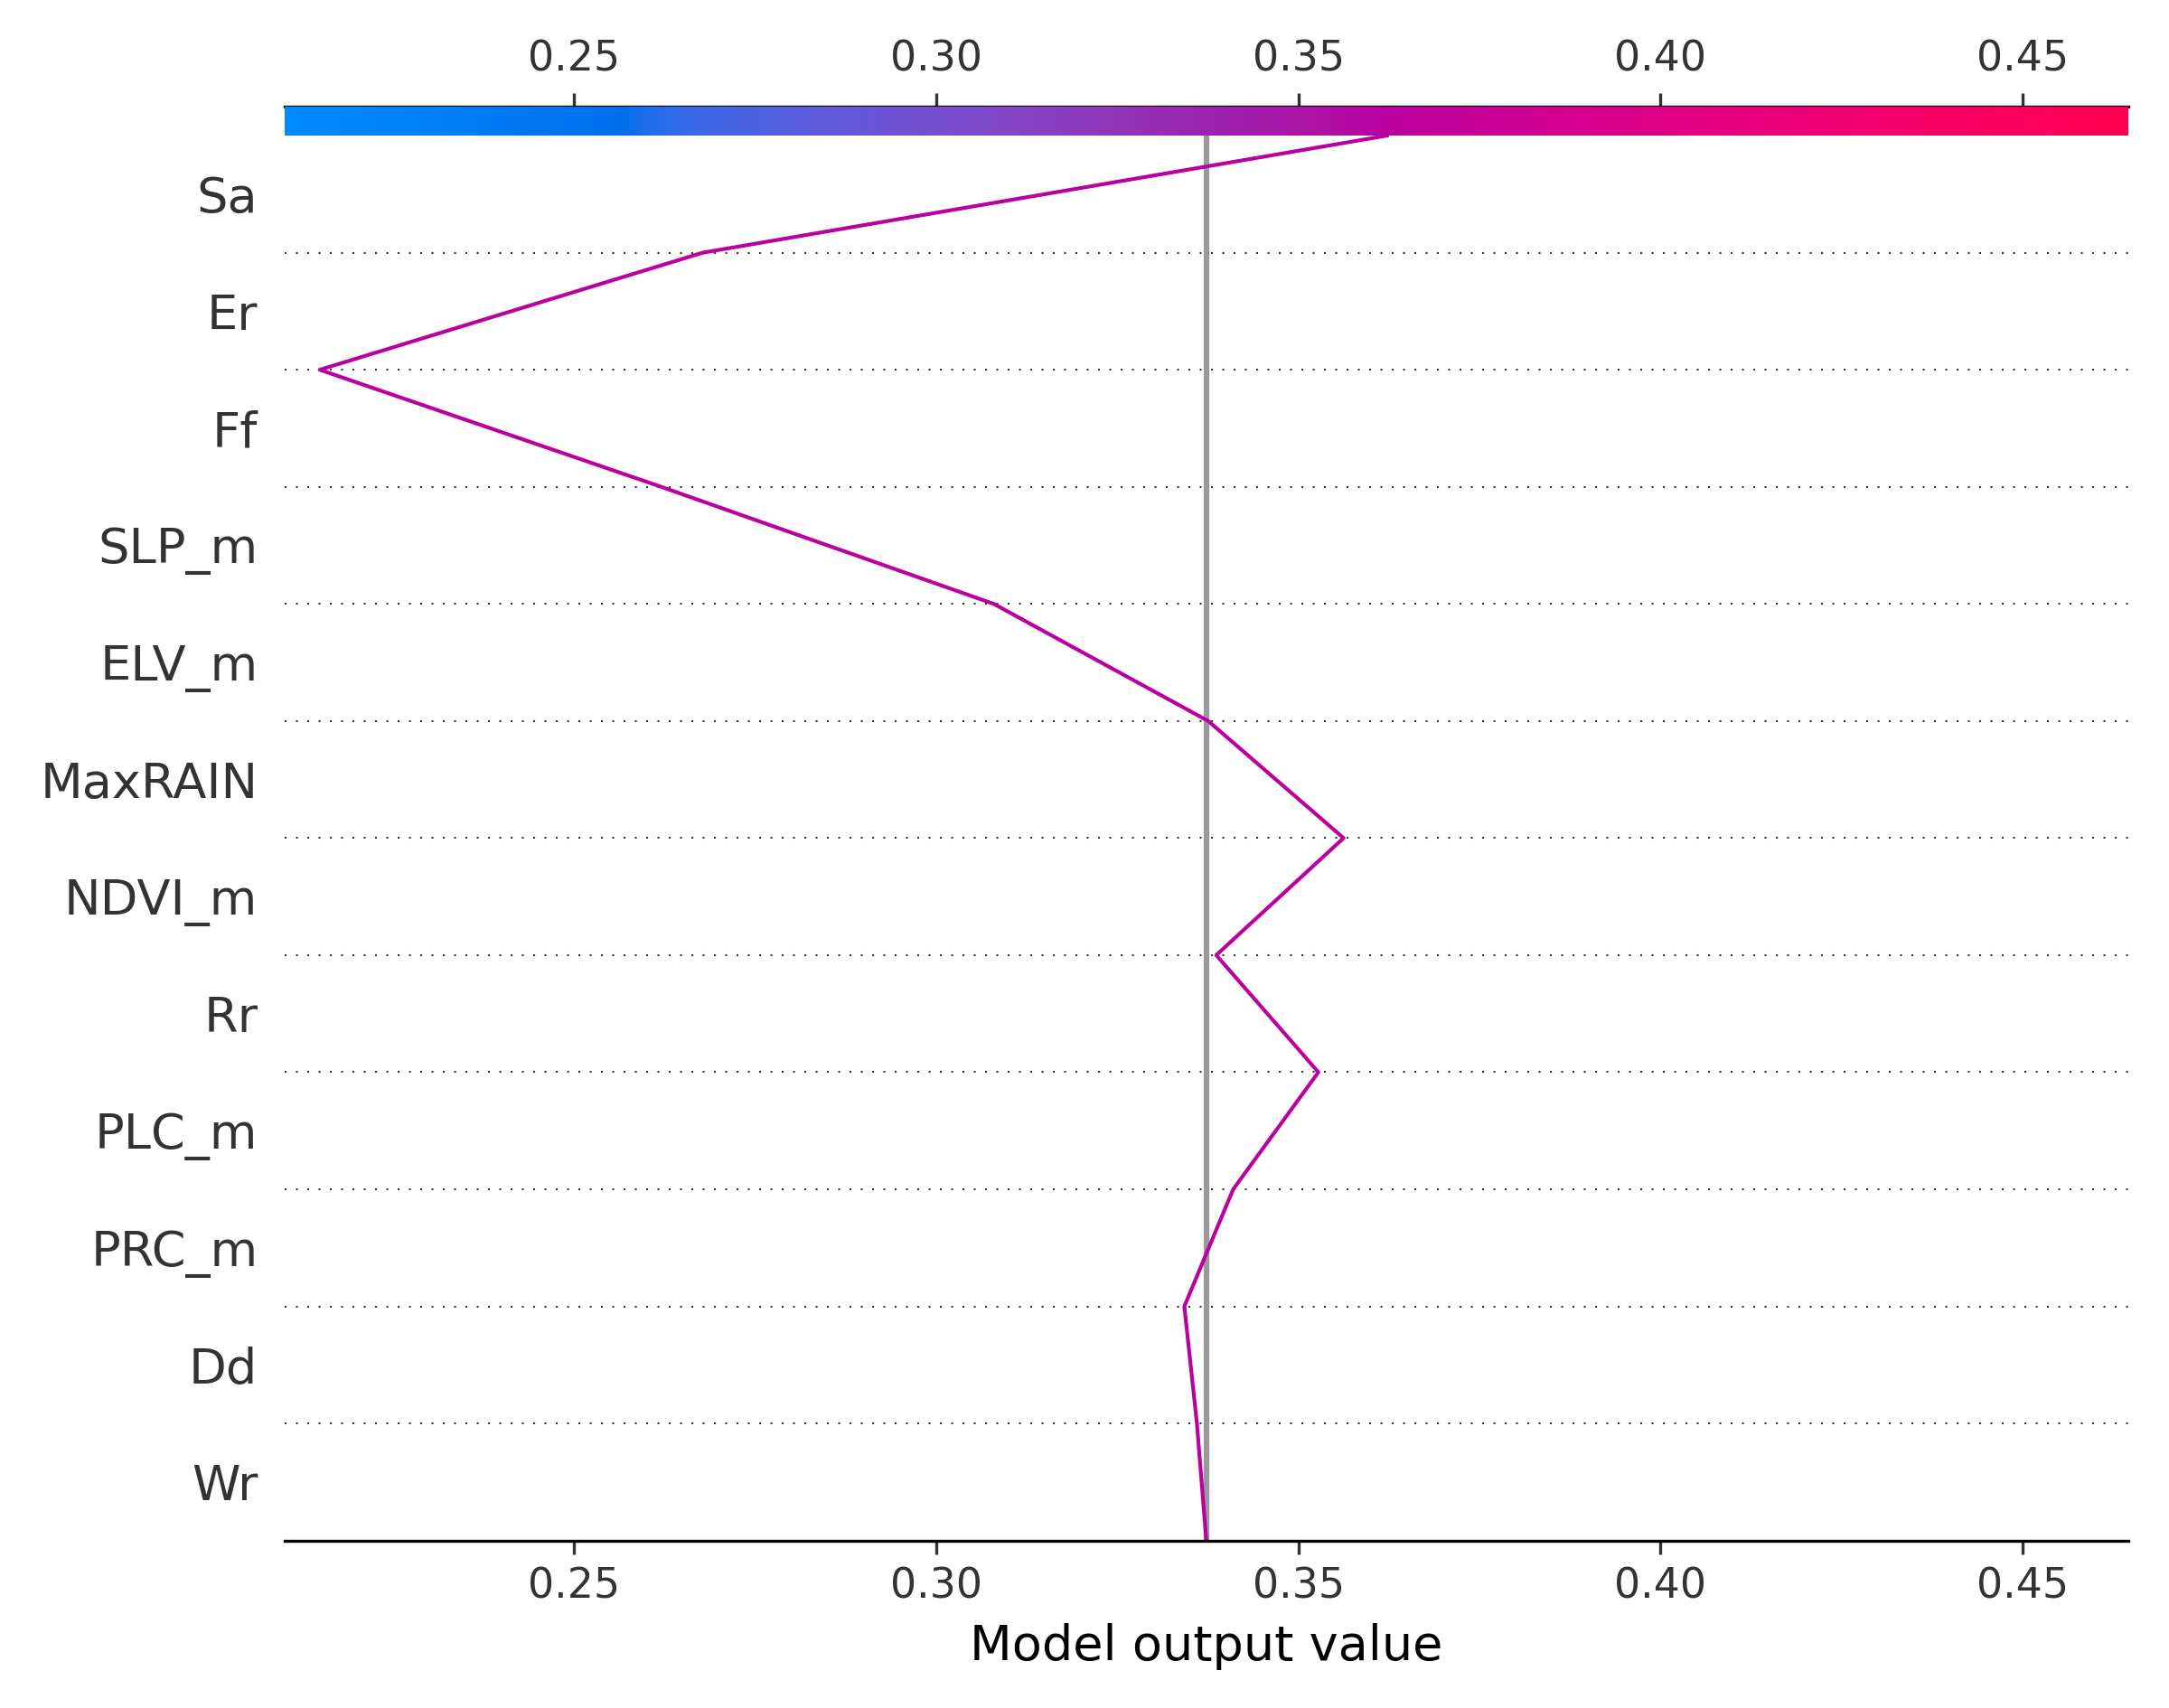 0.25 0.30 0.35 0.40 0.45
Sa
Er
Ff
SLP_m
ELV_m
MaxRAIN
NDVI_m
Rr
PLC_m
PRC_m
Dd
Wr
0.25 0.30 0.35 0.40 0.45
Model output value